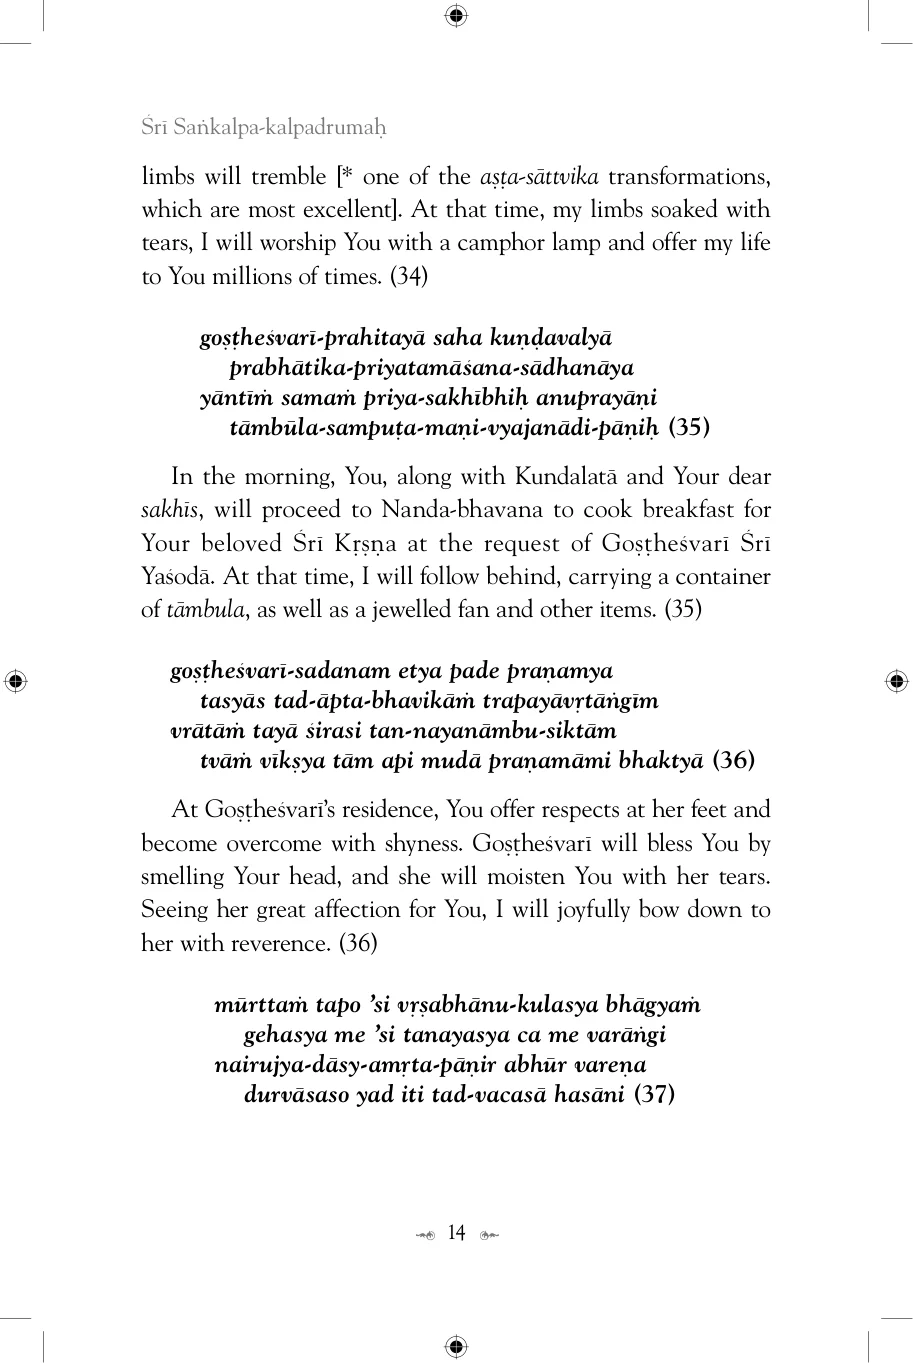 Śrī Saṅkalpa-kalpadrumaḥ
limbs will tremble [* one of the aṣṭa-sāttvika transformations,
which are most excellent]. At that time, my limbs soaked with
tears, I will worship You with a camphor lamp and offer my life
to You millions of times. (34)
goṣṭheśvarī-prahitayā saha kuṇḍavalyā
prabhātika-priyatamāśana-sādhanāya
yāntīṁ samaṁ priya-sakhībhiḥ anuprayāṇi
tāmbūla-sampuṭa-maṇi-vyajanādi-pāṇiḥ (35)
In the morning, You, along with Kundalatā and Your dear
sakhīs, will proceed to Nanda-bhavana to cook breakfast for
Your beloved Śrī Kṛṣṇa at the request of Goṣṭheśvarī Śrī
Yaśodā. At that time, I will follow behind, carrying a container
of tāmbula, as well as a jewelled fan and other items. (35)
goṣṭheśvarī-sadanam etya pade praṇamya
tasyās tad-āpta-bhavikāṁ trapayāvṛtāṅgīm
vrātāṁ tayā śirasi tan-nayanāmbu-siktām
tvāṁ vīkṣya tām api mudā praṇamāmi bhaktyā (36)
At Goṣṭheśvarī’s residence, You offer respects at her feet and
become overcome with shyness. Goṣṭheśvarī will bless You by
smelling Your head, and she will moisten You with her tears.
Seeing her great affection for You, I will joyfully bow down to
her with reverence. (36)
mūrttaṁ tapo ’si vṛṣabhānu-kulasya bhāgyaṁ
gehasya me ’si tanayasya ca me varāṅgi
nairujya-dāsy-amṛta-pāṇir abhūr vareṇa
durvāsaso yad iti tad-vacasā hasāni (37)
14